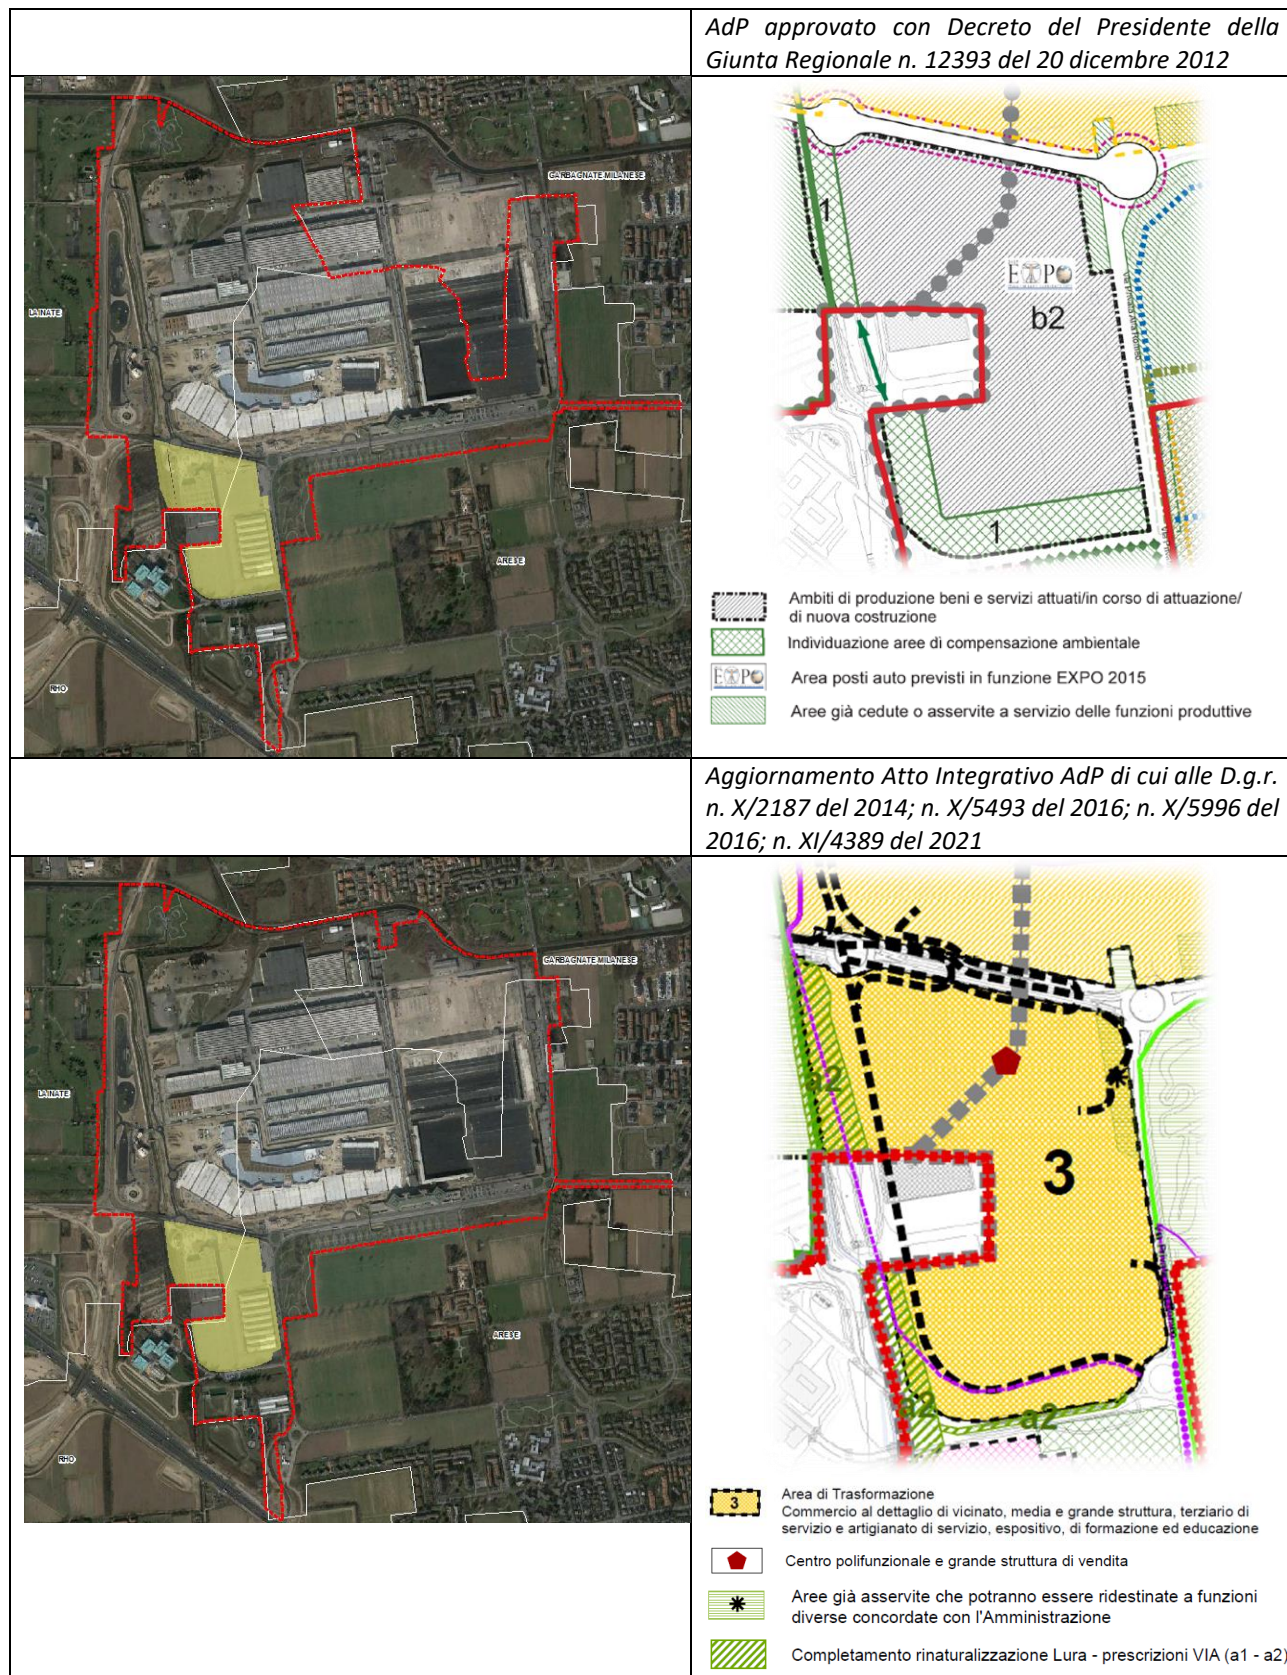 AdP approvato con Decreto del Presidente della
Giunta Regionale n. 12393 del 20 dicembre 2012
GARBAGNATE MILANESE
LAINATE
ARESE
RHO
1
EXPO
b2
1
Ambiti di produzione beni e servizi attuati/in corso di attuazione/
di nuova costruzione
Individuazione aree di compensazione ambientale
EXPO
Area posti auto previsti in funzione EXPO 2015
Aree già cedute o asservite a servizio delle funzioni produttive
Aggiornamento Atto Integrativo AdP di cui alle D.g.r.
n. X/2187 del 2014; n. X/5493 del 2016; n. X/5996 del
2016; n. XI/4389 del 2021
GARBAGNATE MILANESE
LAINATE
ARESE
RHO
a2
3
a2
a2
3
Area di Trasformazione
Commercio al dettaglio di vicinato, media e grande struttura, terziario di
servizio e artigianato di servizio, espositivo, di formazione ed educazione
Centro polifunzionale e grande struttura di vendita
Aree già asservite che potranno essere ridestinate a funzioni
diverse concordate con l'Amministrazione
Completamento rinaturalizzazione Lura - prescrizioni VIA (a1 - a2)